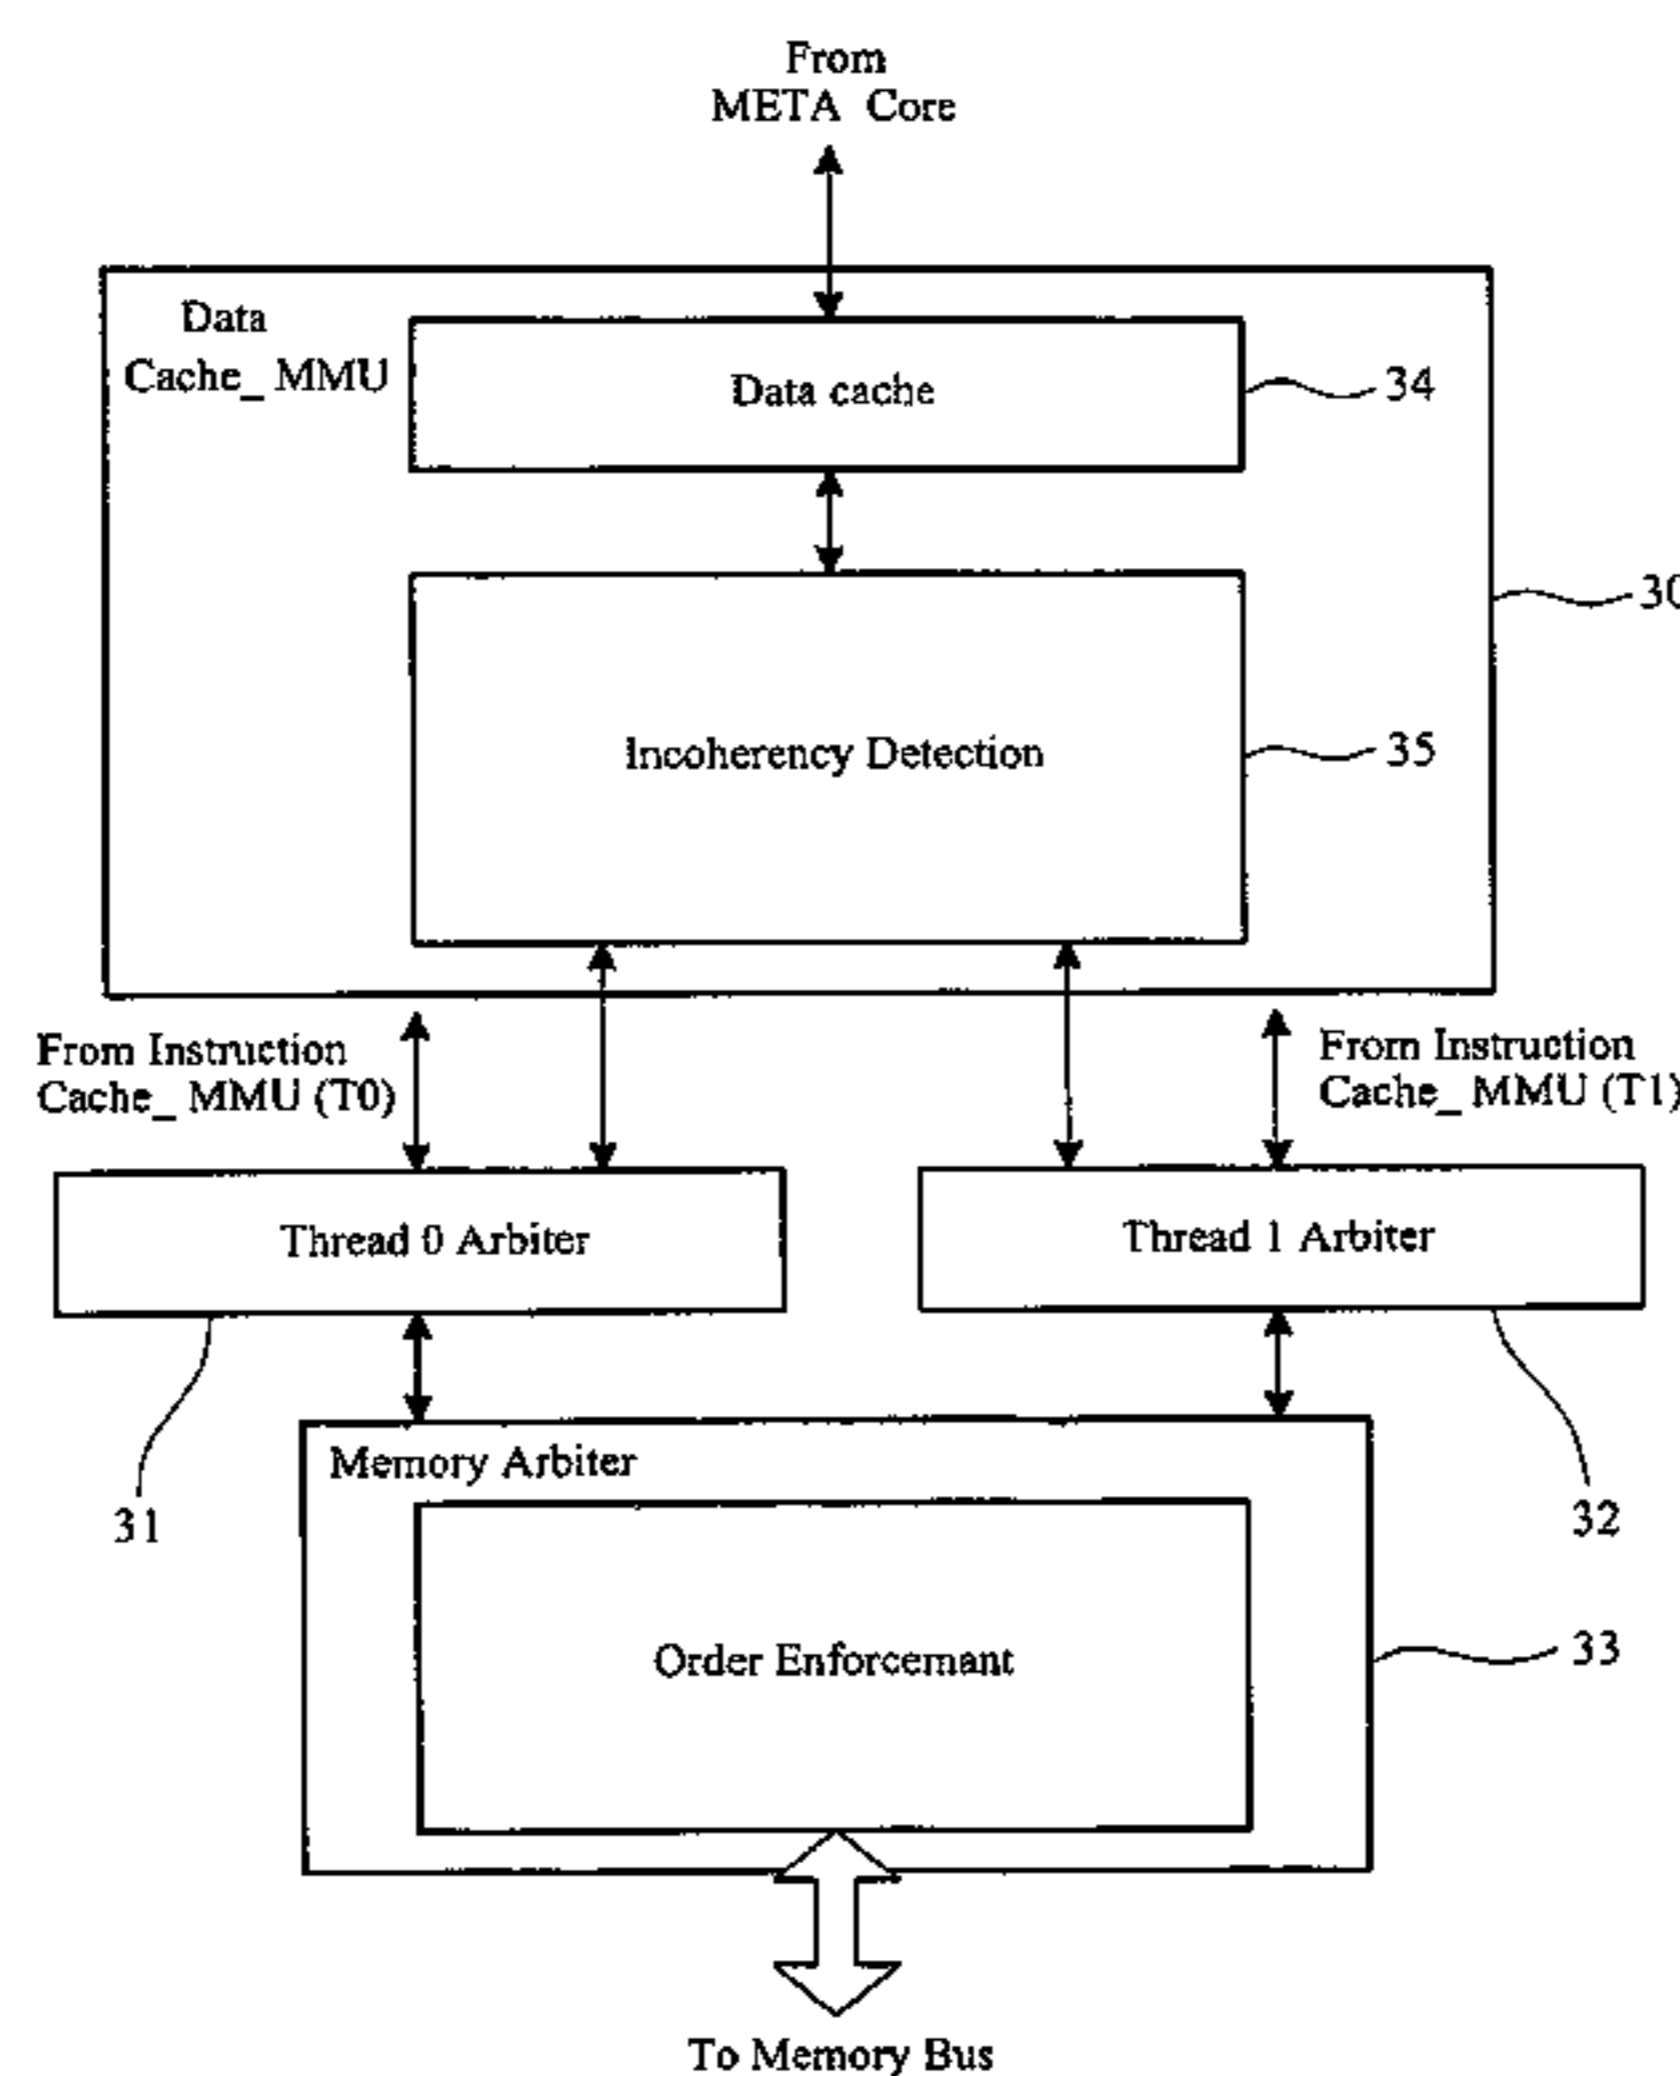 From
META Core
Data
Cache_ MMU
Data cache
34
30
Incoherency Detection
35
From Instruction
Cache_ MMU (T0)
From Instruction
Cache_ MMU (T1)
Thread 0 Arbiter
Thread 1 Arbiter
Memory Arbiter
31
32
Order Enforcemant
33
To Memory Bus